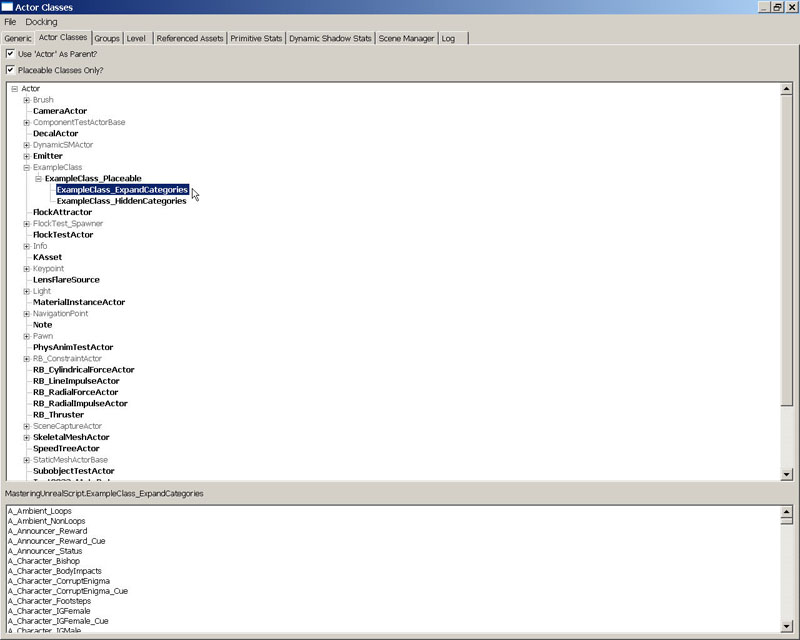 Actor Classes
File Docking
Generic Actor Classes Groups Level Referenced Assets Primitive Stats Dynamic Shadow Stats Scene Manager Log
Use 'Actor' As Parent?
Placeable Classes Only?
Actor
Brush
CameraActor
ComponentTestActorBase
DecalActor
DynamicSMActor
Emitter
ExampleClass
ExampleClass_Placeable
ExampleClass_ExpandCategories
ExampleClass_HiddenCategories
FlockAttractor
FlockTest_Spawner
FlockTestActor
Info
KAsset
Keypoint
LensFlareSource
Light
MaterialInstanceActor
NavigationPoint
Note
Pawn
PhysAnimTestActor
RB_ConstraintActor
RB_CylindricalForceActor
RB_LineImpulseActor
RB_RadialForceActor
RB_RadialImpulseActor
RB_Thruster
SceneCaptureActor
SkeletalMeshActor
SpeedTreeActor
StaticMeshActorBase
SubobjectTestActor
MasteringUnrealScript.ExampleClass_ExpandCategories
A_Ambient_Loops
A_Ambient_NonLoops
A_Announcer_Reward
A_Announcer_Reward_Cue
A_Announcer_Status
A_Character_Bishop
A_Character_BodyImpacts
A_Character_CorruptEnigma
A_Character_CorruptEnigma_Cue
A_Character_Footsteps
A_Character_IGFemale
A_Character_IGFemale_Cue
A_Character_IGMale